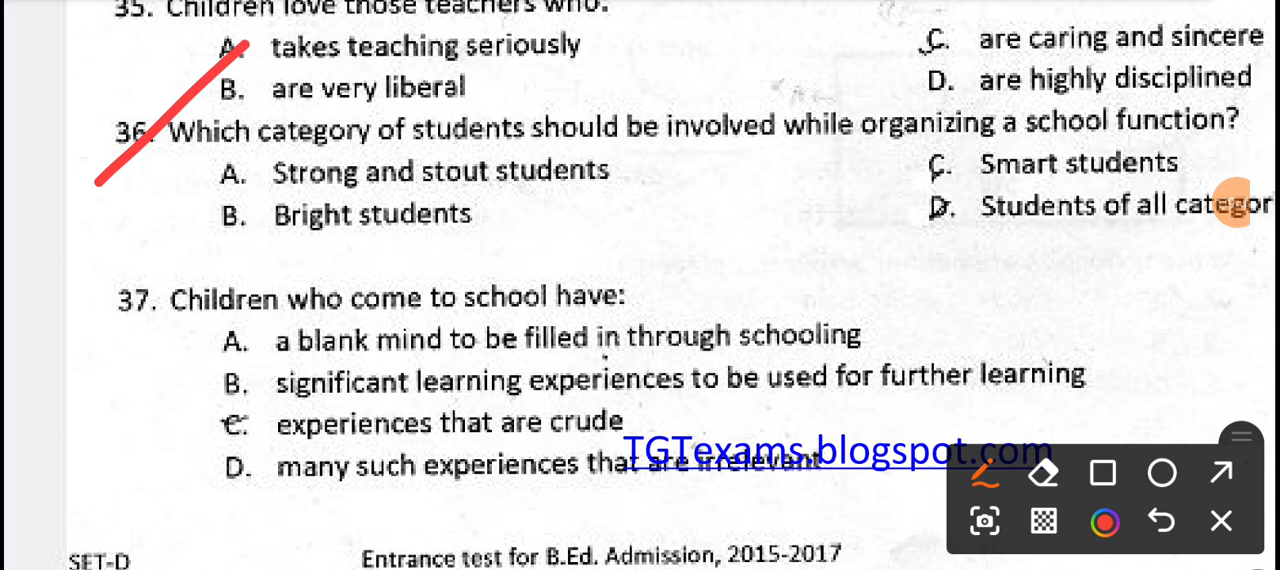 35. Children love those teachers who:
A. takes teaching seriously
B. are very liberal
C. are caring and sincere
D. are highly disciplined
36. Which category of students should be involved while organizing a school function?
A. Strong and stout students
B. Bright students
C. Smart students
D. Students of all categor
37. Children who come to school have:
A. a blank mind to be filled in through schooling
B. significant learning experiences to be used for further learning
C. experiences that are crude
D. many such experiences that are irrelevant
TGTexams.blogspot.com
SET-D
Entrance test for B.Ed. Admission, 2015-2017